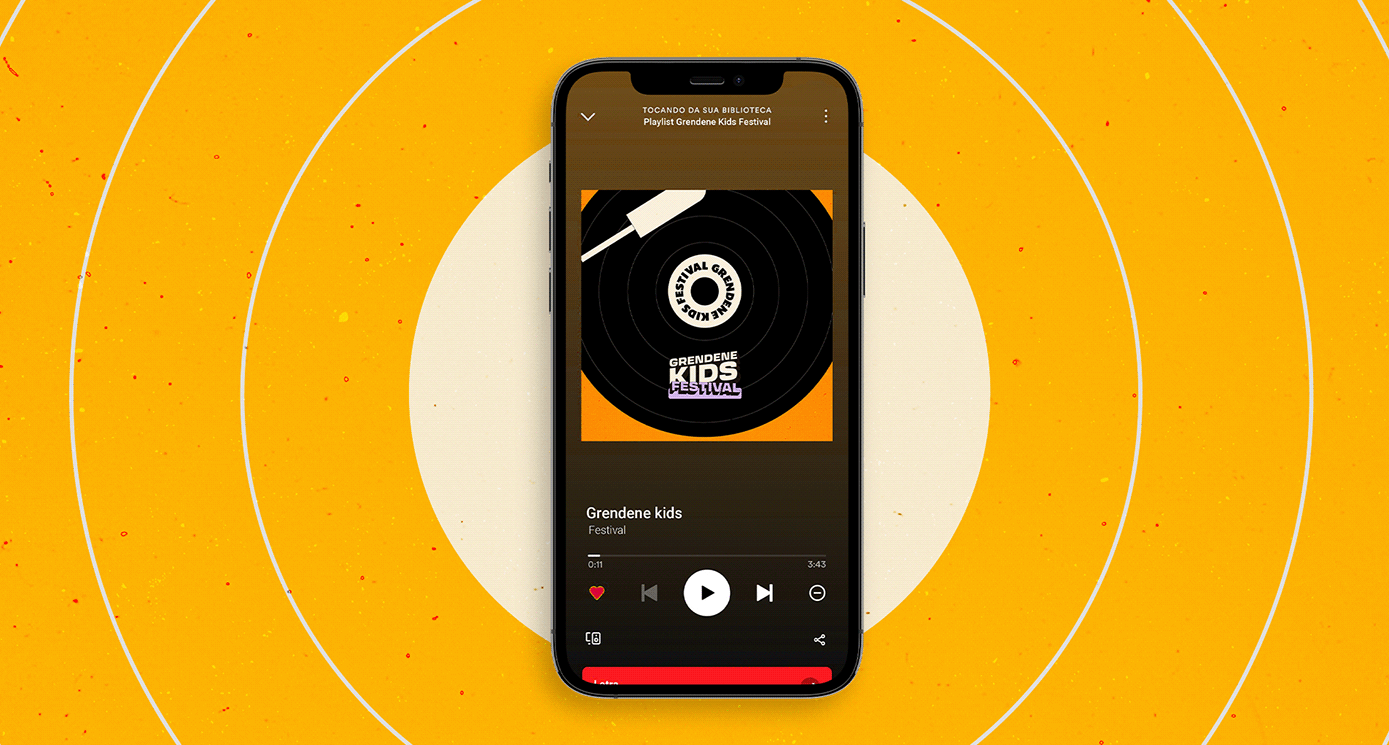 TOCANDO DA SUA BIBLIOTECA
Playlist Grendene Kids Festival
FESTIVAL GRENDENE KIDS
GRENDENE
KIDS
FESTIVAL
Grendene kids
Festival
0:11
3:43
Letra